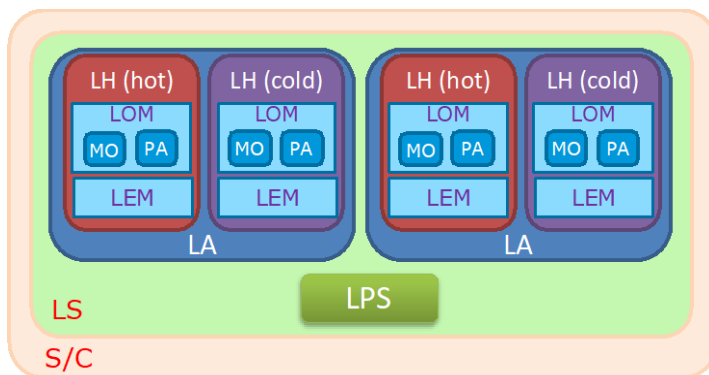 LH (hot) LH (cold) LH (hot) LH (cold)
LOM LOM LOM LOM
MO PA MO PA MO PA MO PA
LEM LEM LEM LEM
LA LA
LPS
LS
S/C